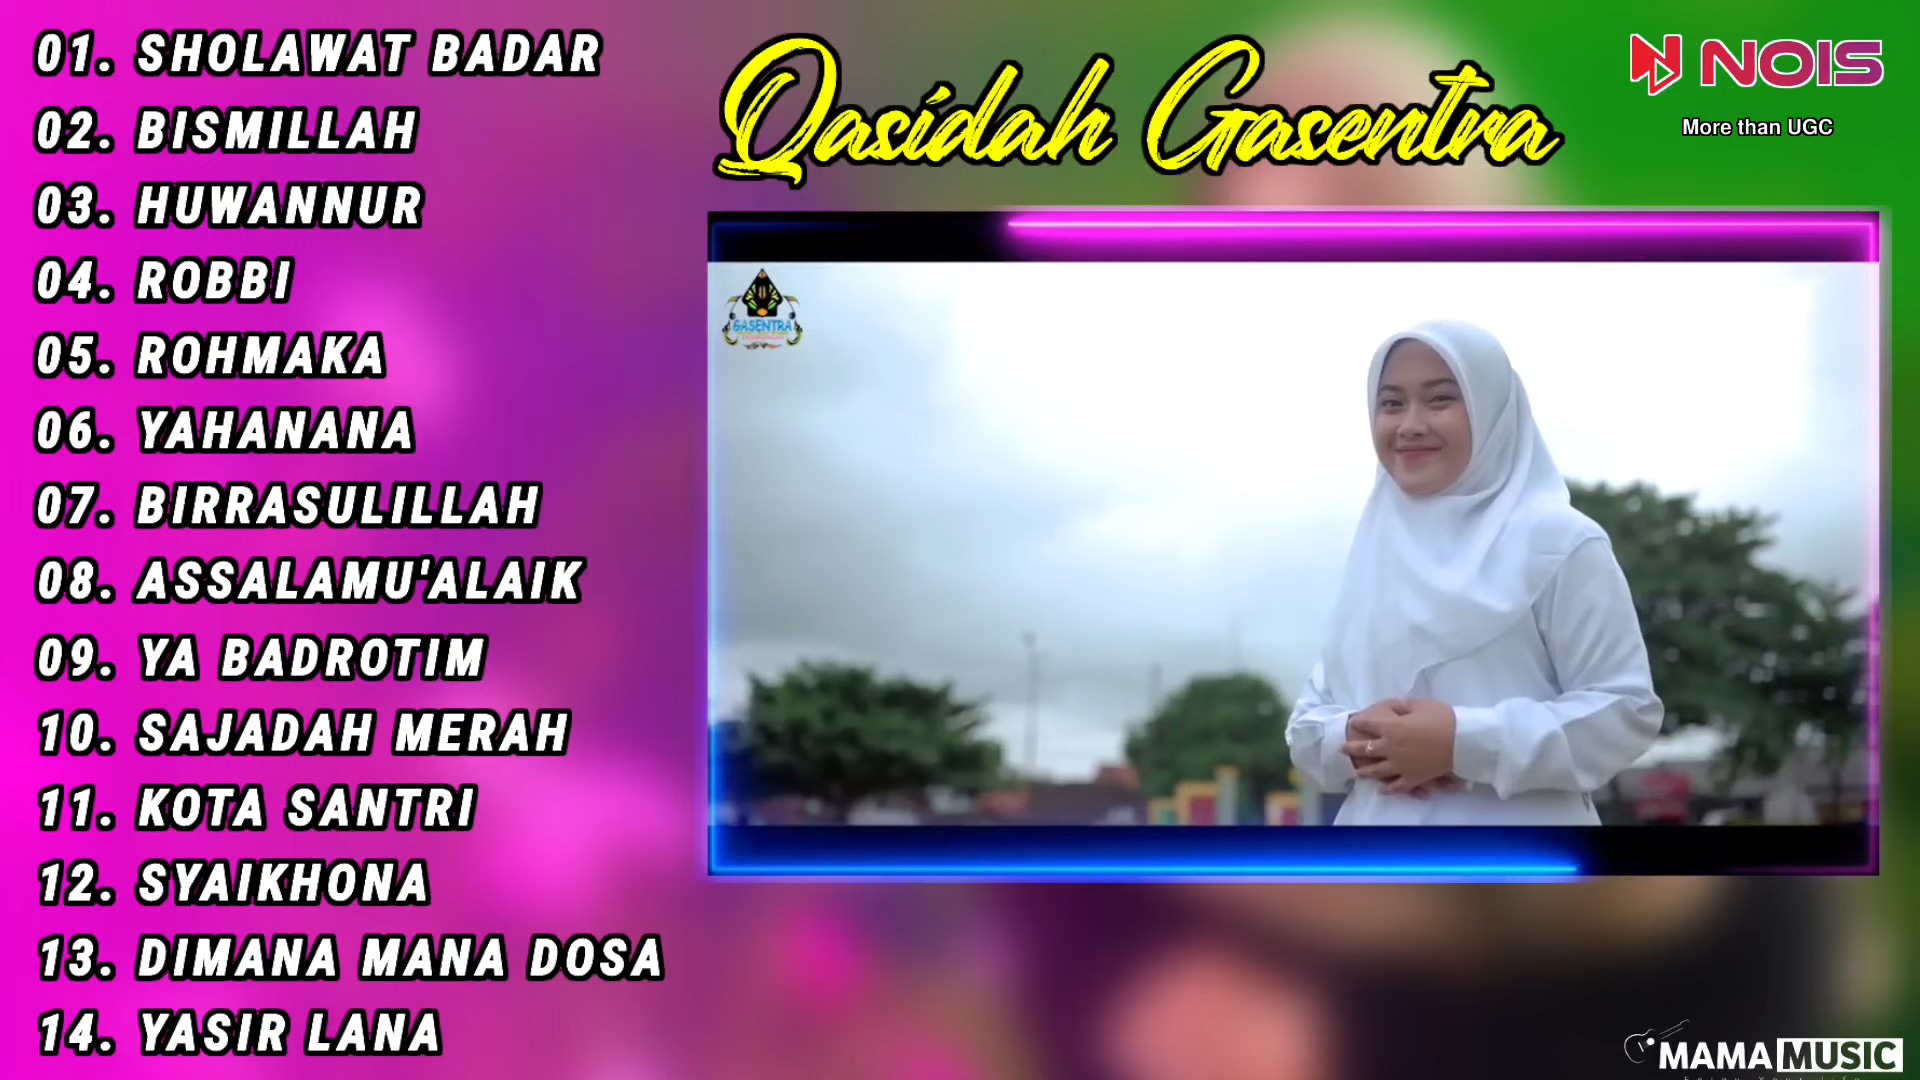 01. SHOLAWAT BADAR
02. BISMILLAH
03. HUWANNUR
04. ROBBI
05. ROHMAKA
06. YAHANANA
07. BIRRASULILLAH
08. ASSALAMU'ALAIK
09. YA BADROTIM
10. SAJADAH MERAH
11. KOTA SANTRI
12. SYAIKHONA
13. DIMANA MANA DOSA
14. YASIR LANA
Qasidah Gasentra
NOIS
More than UGC
GASENTRA
MAMA MUSIC